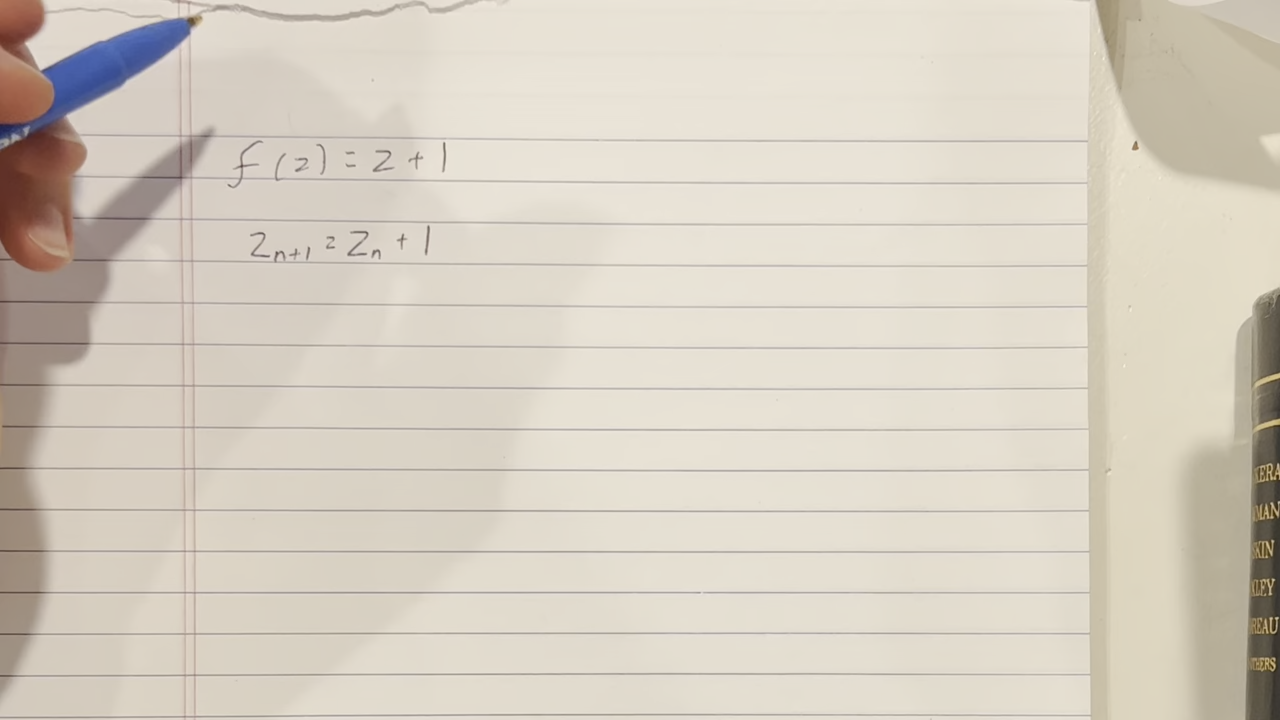 f(z) = z + 1
z_{n+1} = z_n + 1